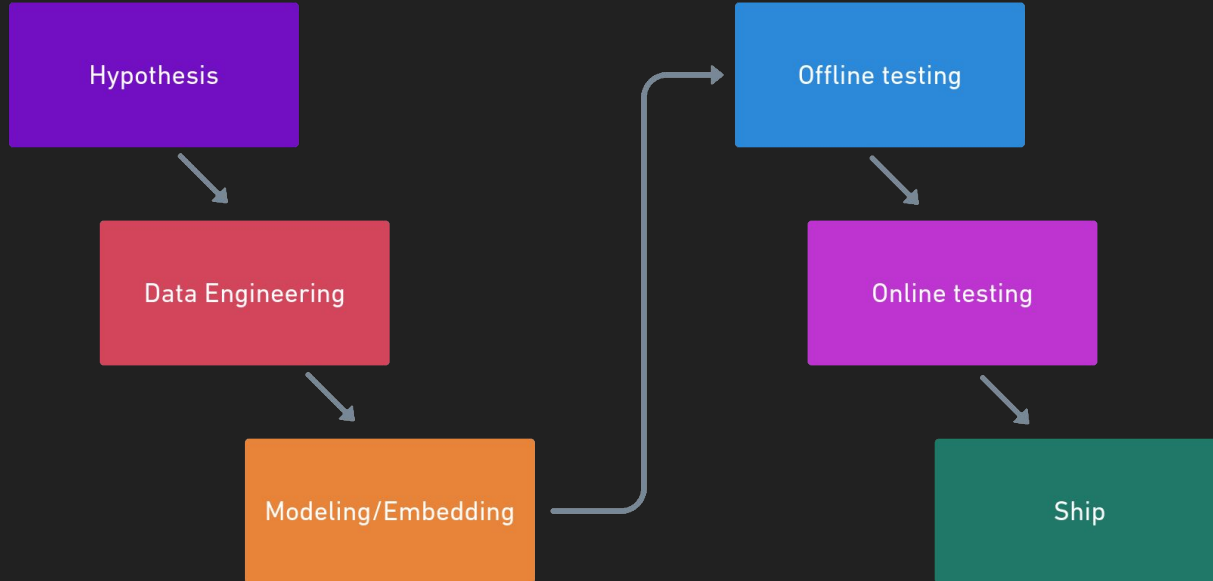 Hypothesis
Data Engineering
Modeling/Embedding
Offline testing
Online testing
Ship